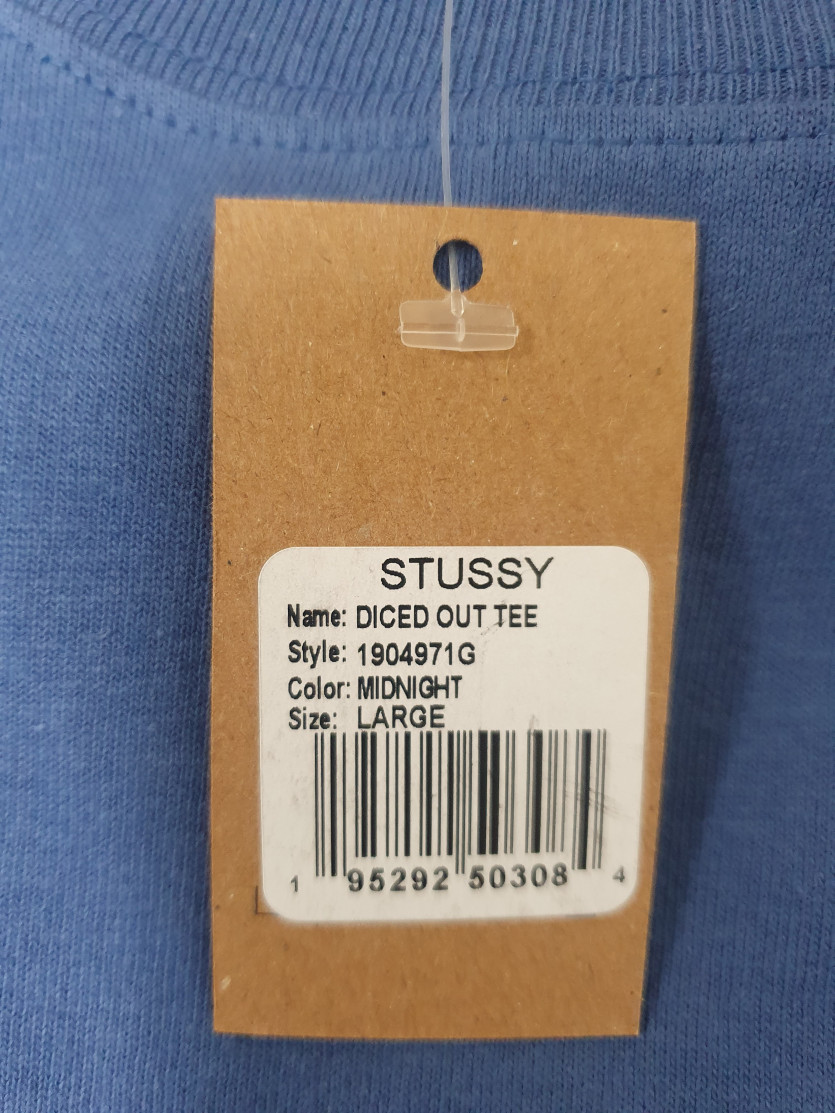 STUSSY
Name: DICED OUT TEE
Style: 1904971G
Color: MIDNIGHT
Size: LARGE
1 95292 50308 4